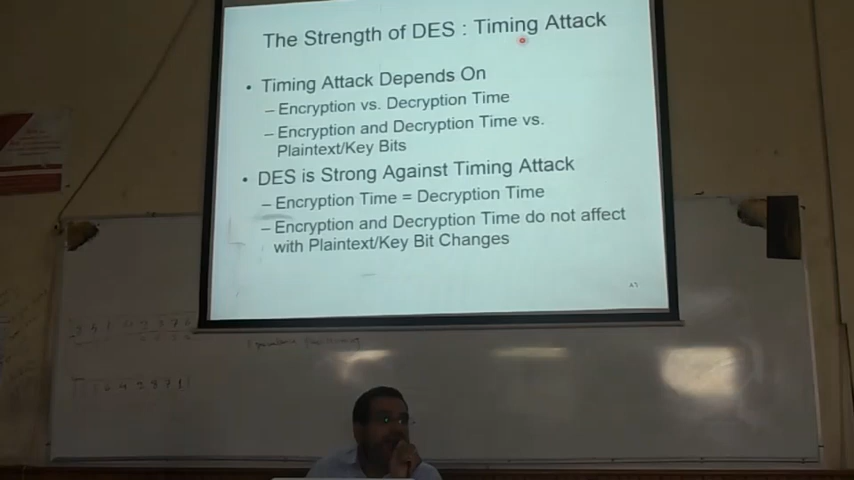 The Strength of DES : Timing Attack
• Timing Attack Depends On
– Encryption vs. Decryption Time
– Encryption and Decryption Time vs.
Plaintext/Key Bits
• DES is Strong Against Timing Attack
– Encryption Time = Decryption Time
– Encryption and Decryption Time do not affect
with Plaintext/Key Bit Changes